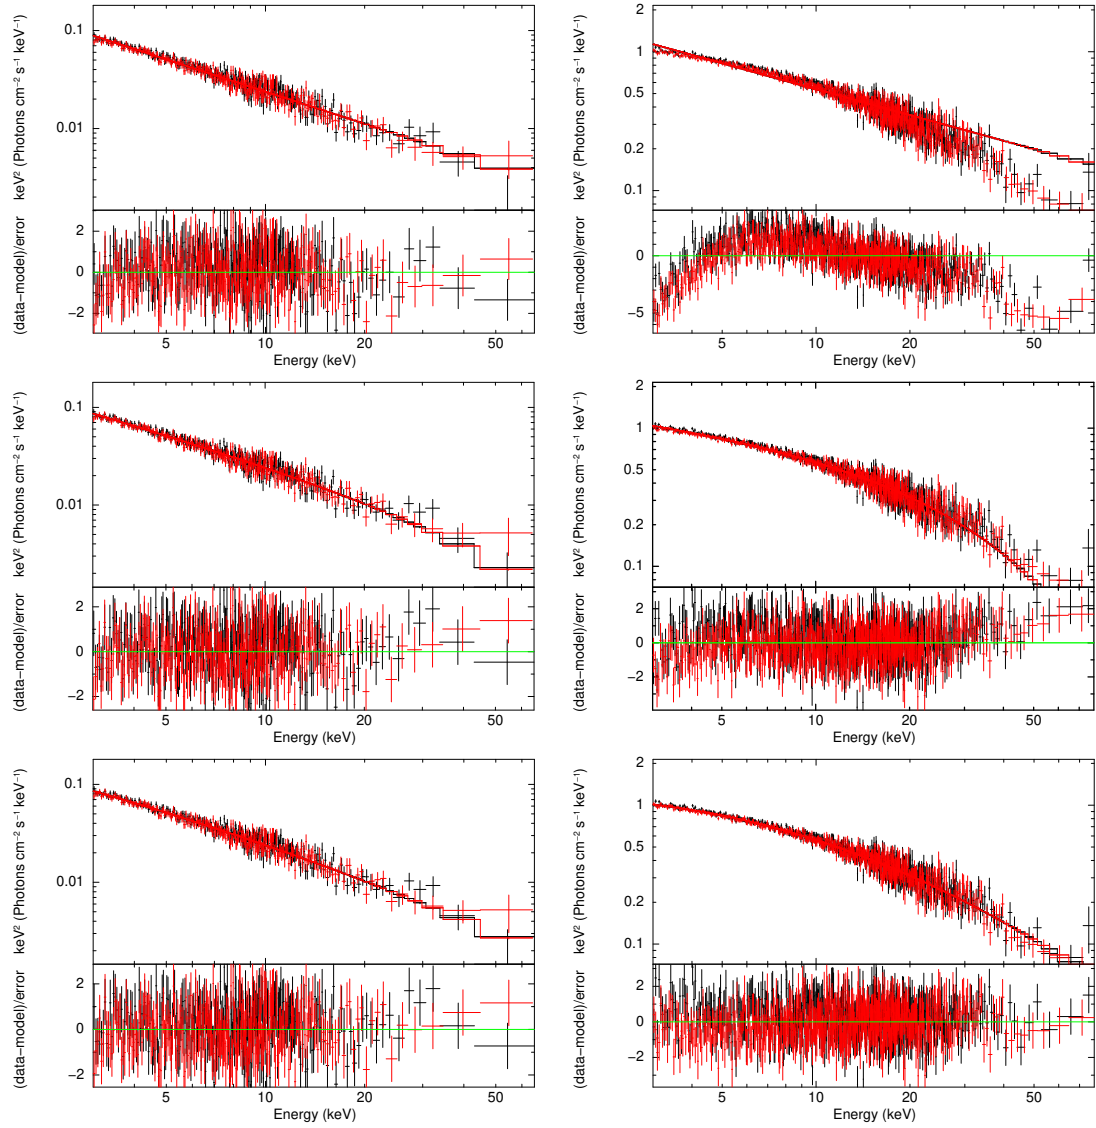 keV² (Photons cm⁻² s⁻¹ keV⁻¹)
0.1
0.01
(data−model)/error
2
0
−2
5 10 20 50
Energy (keV)
keV² (Photons cm⁻² s⁻¹ keV⁻¹)
2
1
0.5
0.2
0.1
(data−model)/error
0
−5
5 10 20 50
Energy (keV)
keV² (Photons cm⁻² s⁻¹ keV⁻¹)
0.1
0.01
(data−model)/error
2
0
−2
5 10 20 50
Energy (keV)
keV² (Photons cm⁻² s⁻¹ keV⁻¹)
2
1
0.5
0.2
0.1
(data−model)/error
2
0
−2
5 10 20 50
Energy (keV)
keV² (Photons cm⁻² s⁻¹ keV⁻¹)
0.1
0.01
(data−model)/error
2
0
−2
5 10 20 50
Energy (keV)
keV² (Photons cm⁻² s⁻¹ keV⁻¹)
2
1
0.5
0.2
0.1
(data−model)/error
2
0
−2
5 10 20 50
Energy (keV)